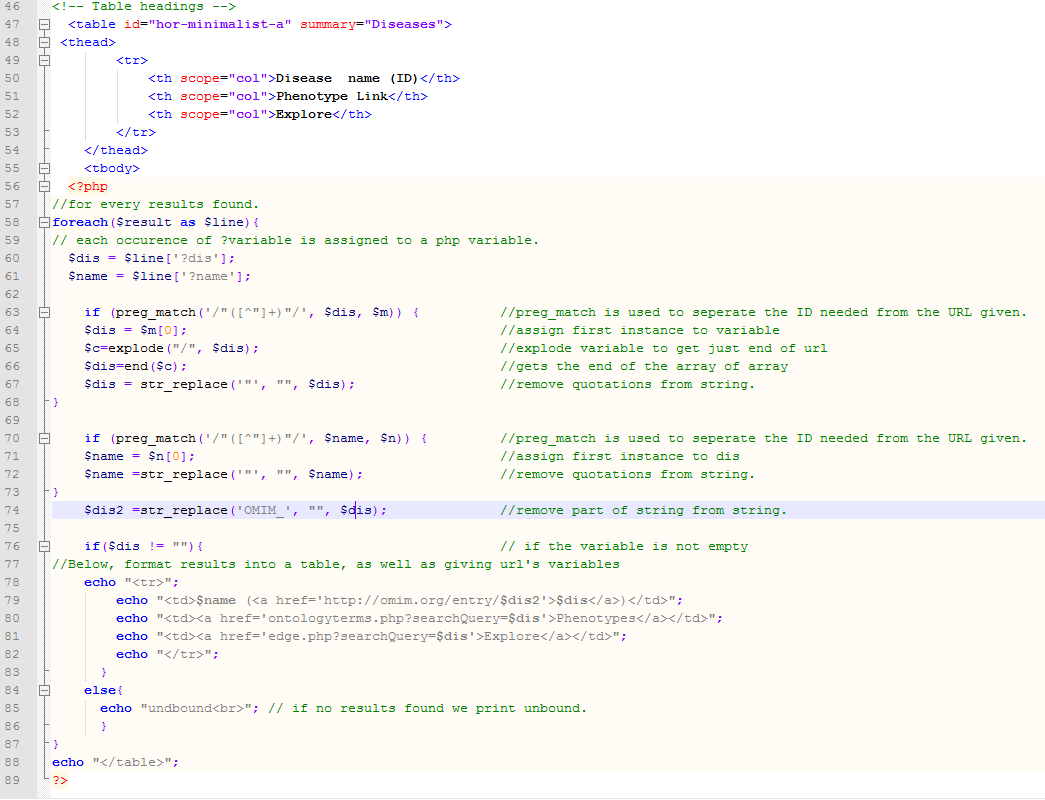 46 <!-- Table headings -->
47 <table id="hor-minimalist-a" summary="Diseases">
48 <thead>
49 <tr>
50 <th scope="col">Disease  name (ID)</th>
51 <th scope="col">Phenotype Link</th>
52 <th scope="col">Explore</th>
53 </tr>
54 </thead>
55 <tbody>
56 <?php
57 //for every results found.
58 foreach($result as $line){
59 // each occurence of ?variable is assigned to a php variable.
60 $dis = $line['?dis'];
61 $name = $line['?name'];
62
63 if (preg_match('/"([^"]+)"/', $dis, $m)) { //preg_match is used to seperate the ID needed from the URL given.
64 $dis = $m[0]; //assign first instance to variable
65 $c=explode("/", $dis); //explode variable to get just end of url
66 $dis=end($c); //gets the end of the array of array
67 $dis = str_replace('"', "", $dis); //remove quotations from string.
68 }
69
70 if (preg_match('/"([^"]+)"/', $name, $n)) { //preg_match is used to seperate the ID needed from the URL given.
71 $name = $n[0]; //assign first instance to dis
72 $name =str_replace('"', "", $name); //remove quotations from string.
73 }
74 $dis2 =str_replace('OMIM_', "", $dis); //remove part of string from string.
75
76 if($dis != ""){ // if the variable is not empty
77 //Below, format results into a table, as well as giving url's variables
78 echo "<tr>";
79 echo "<td>$name (<a href='http://omim.org/entry/$dis2'>$dis</a>)</td>";
80 echo "<td><a href='ontologyterms.php?searchQuery=$dis'>Phenotypes</a></td>";
81 echo "<td><a href='edge.php?searchQuery=$dis'>Explore</a></td>";
82 echo "</tr>";
83 }
84 else{
85 echo "undbound<br>"; // if no results found we print unbound.
86 }
87 }
88 echo "</table>";
89 ?>